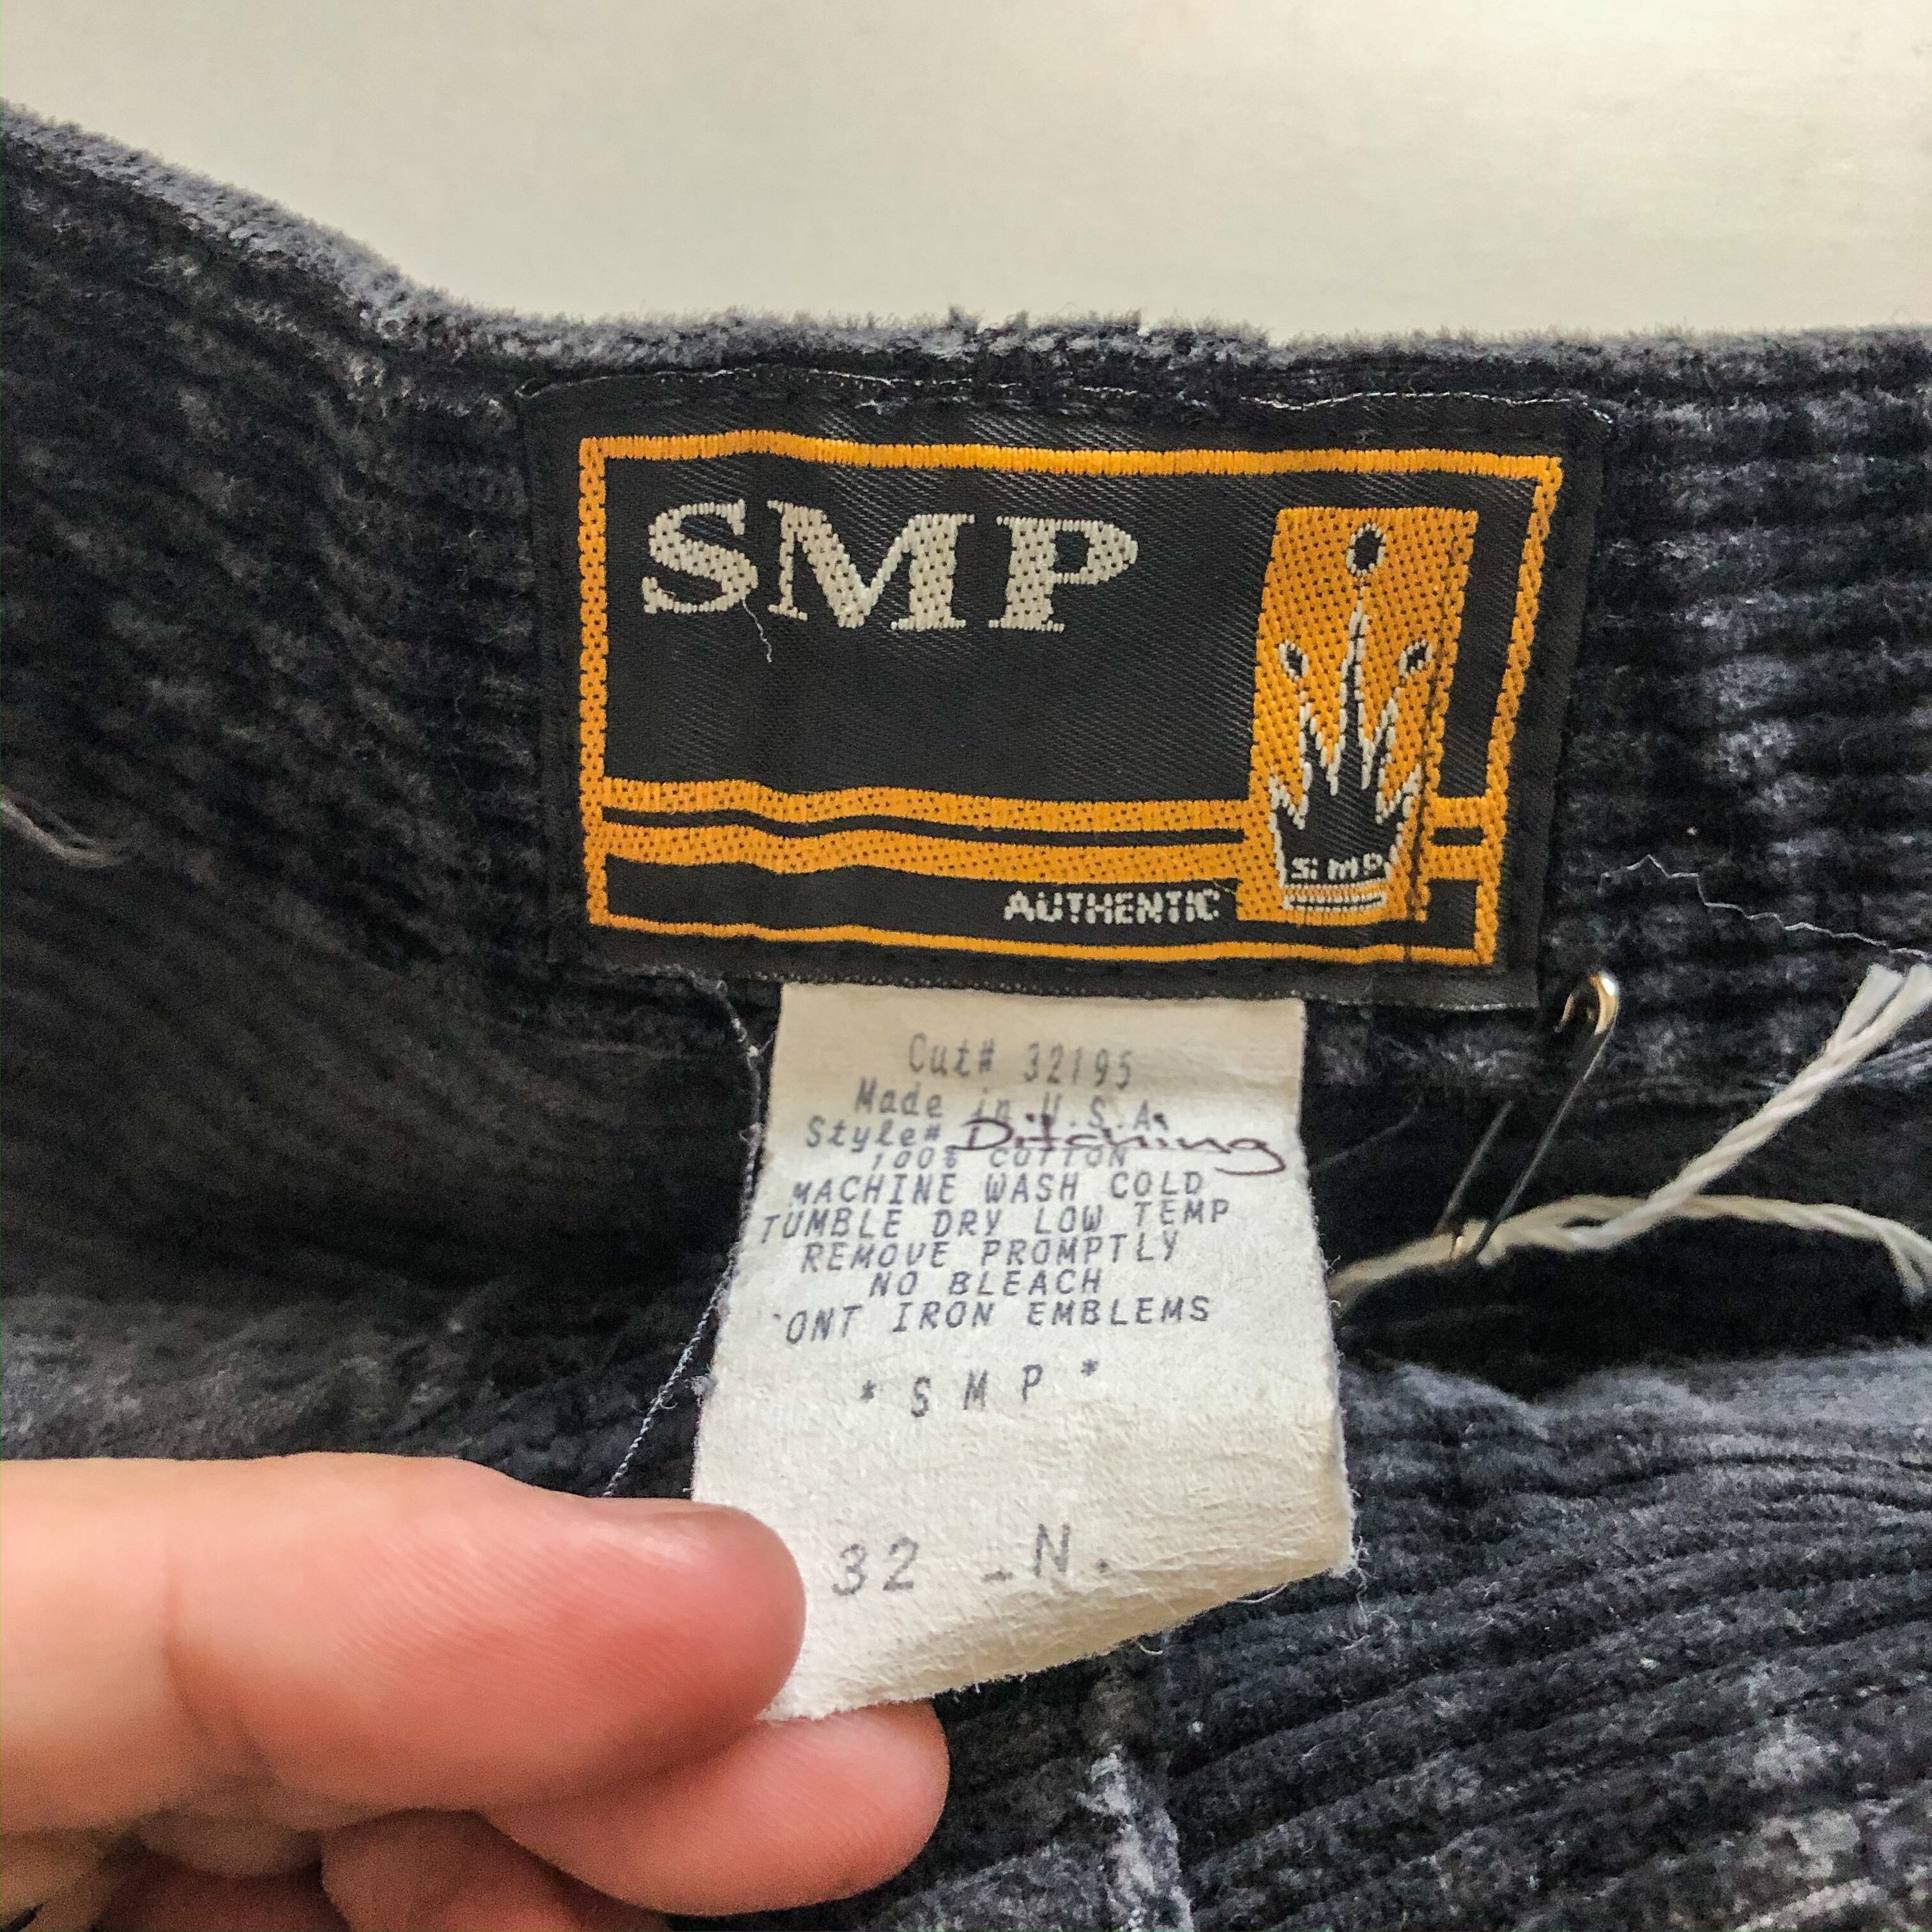 SMP
SMP
AUTHENTIC
Cut# 32195
Made in U.S.A.
Style# Ditching
100% COTTON
MACHINE WASH COLD
TUMBLE DRY LOW TEMP
REMOVE PROMPTLY
NO BLEACH
ONT IRON EMBLEMS
* S M P *
32 N.